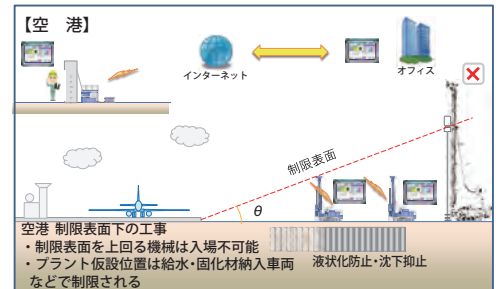 【空　港】
インターネット
オフィス
制限表面
θ
空港 制限表面下の工事
・制限表面を上回る機械は入場不可能
・プラント仮設位置は給水・固化材納入車両
などで制限される
液状化防止・沈下抑止